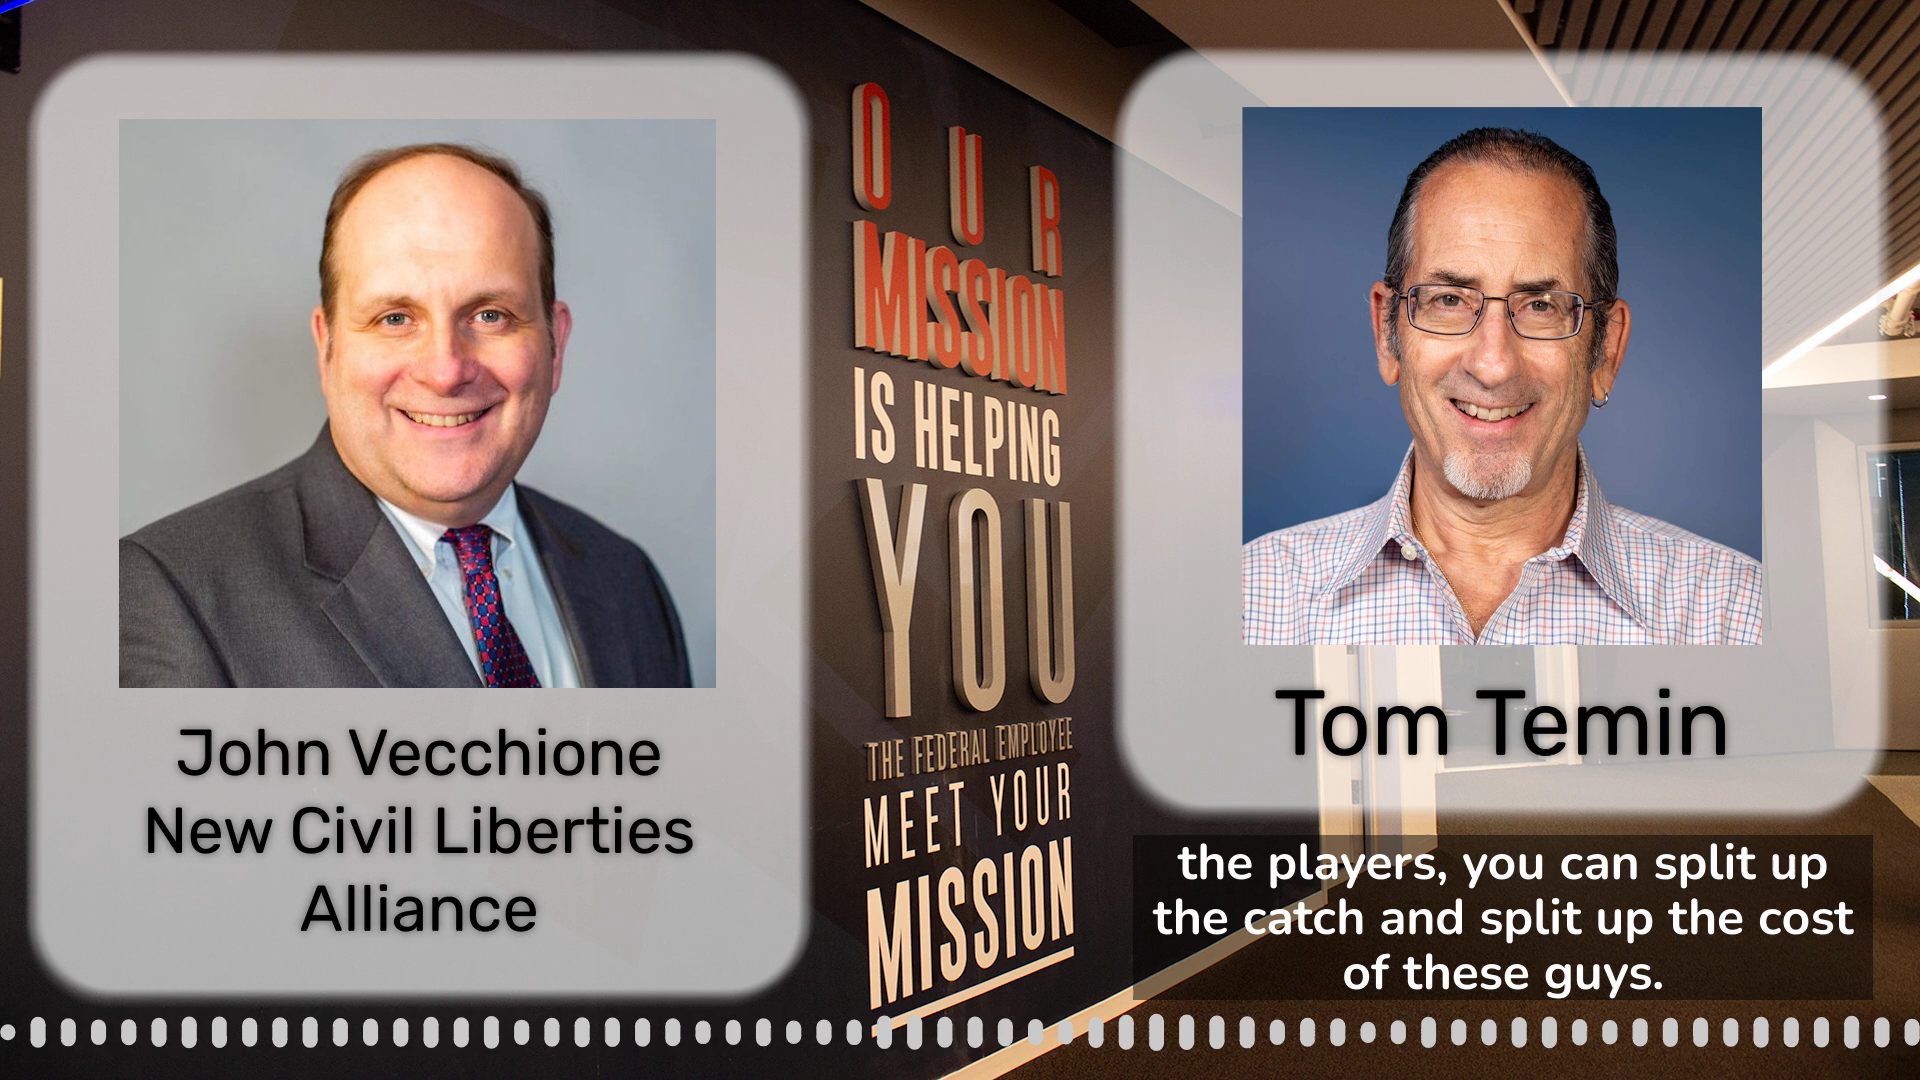 John Vecchione
New Civil Liberties
Alliance
OUR
MISSION
IS HELPING
YOU
THE FEDERAL EMPLOYEE
MEET YOUR
MISSION
Tom Temin
the players, you can split up
the catch and split up the cost
of these guys.